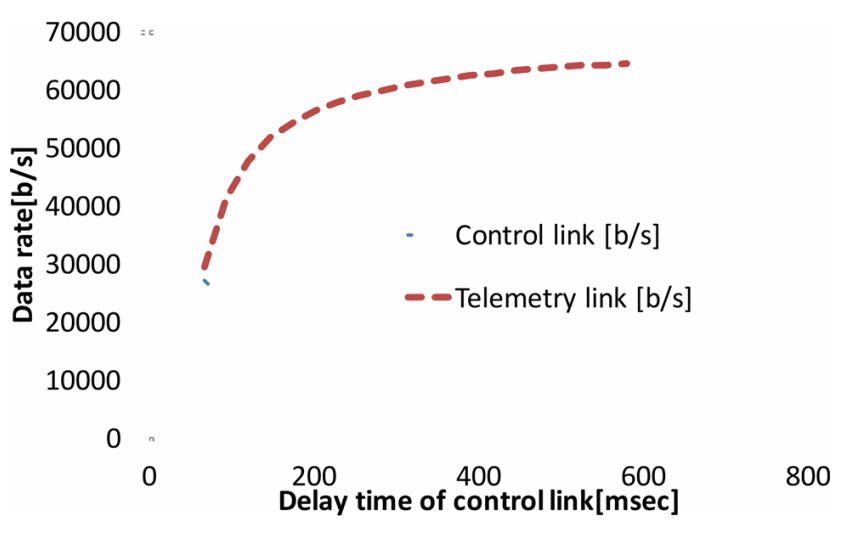 70000
60000
50000
40000
30000
20000
10000
0
Data rate[b/s]
Control link [b/s]
Telemetry link [b/s]
0 200 400 600 800
Delay time of control link[msec]